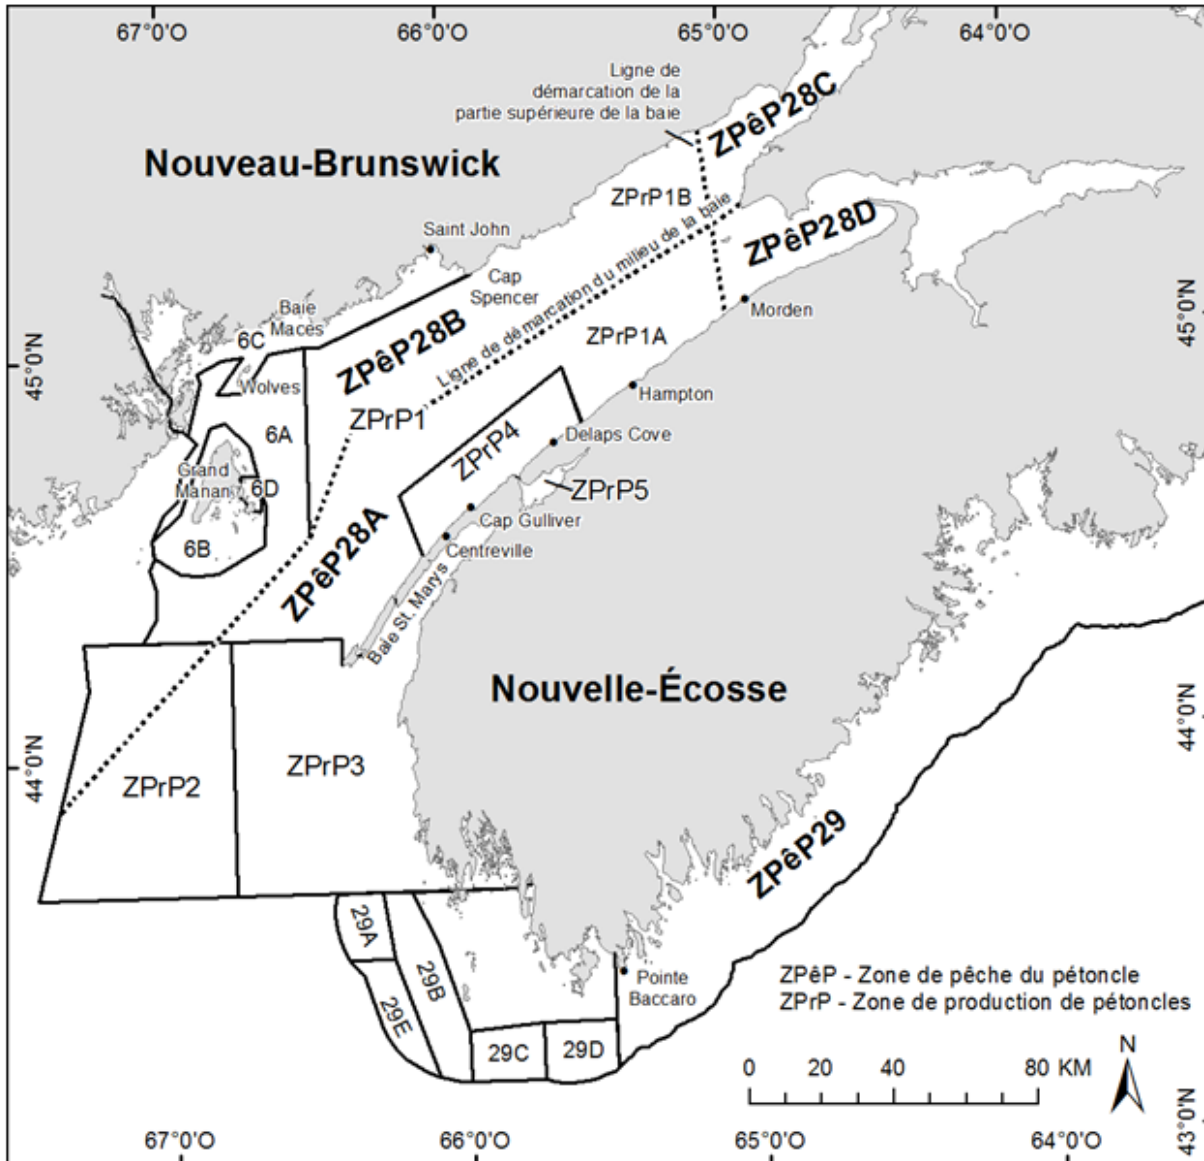 67°0'O
66°0'O
65°0'O
64°0'O
Ligne de
démarcation de la
partie supérieure de la baie
ZPêP28C
Nouveau-Brunswick
ZPrP1B
ZPêP28D
Saint John
Cap
Spencer
Ligne de démarcation du milieu de la baie
Morden
Baie
Maces
6C
ZPêP28B
ZPrP1A
45°0'N
45°0'N
Wolves
Hampton
ZPrP1
6A
ZPrP4
Delaps Cove
Grand
Manan
6D
ZPrP5
Cap Gulliver
6B
ZPêP28A
Centreville
Baie St. Marys
Nouvelle-Écosse
44°0'N
44°0'N
ZPrP2
ZPrP3
ZPêP29
29A
29B
29E
29C
29D
Pointe
Baccaro
ZPêP - Zone de pêche du pétoncle
ZPrP - Zone de production de pétoncles
N
0 20 40 80 KM
43°0'N
67°0'O
66°0'O
65°0'O
64°0'O